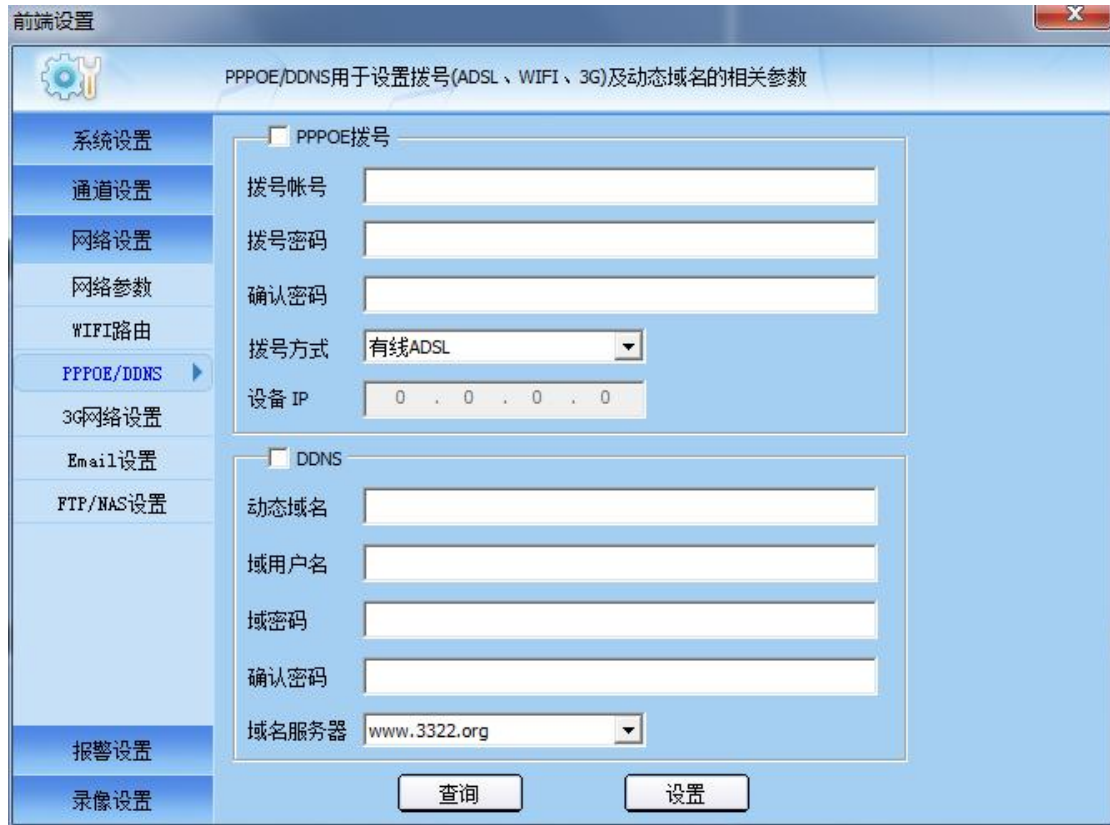 前端设置
PPPOE/DDNS用于设置拨号(ADSL、WIFI、3G)及动态域名的相关参数
系统设置
通道设置
网络设置
网络参数
WIFI路由
PPPOE/DDNS
3G网络设置
Email设置
FTP/NAS设置
报警设置
录像设置
PPPOE拨号
拨号帐号
拨号密码
确认密码
拨号方式 有线ADSL
设备 IP 0 . 0 . 0 . 0
DDNS
动态域名
域用户名
域密码
确认密码
域名服务器 www.3322.org
查询 设置